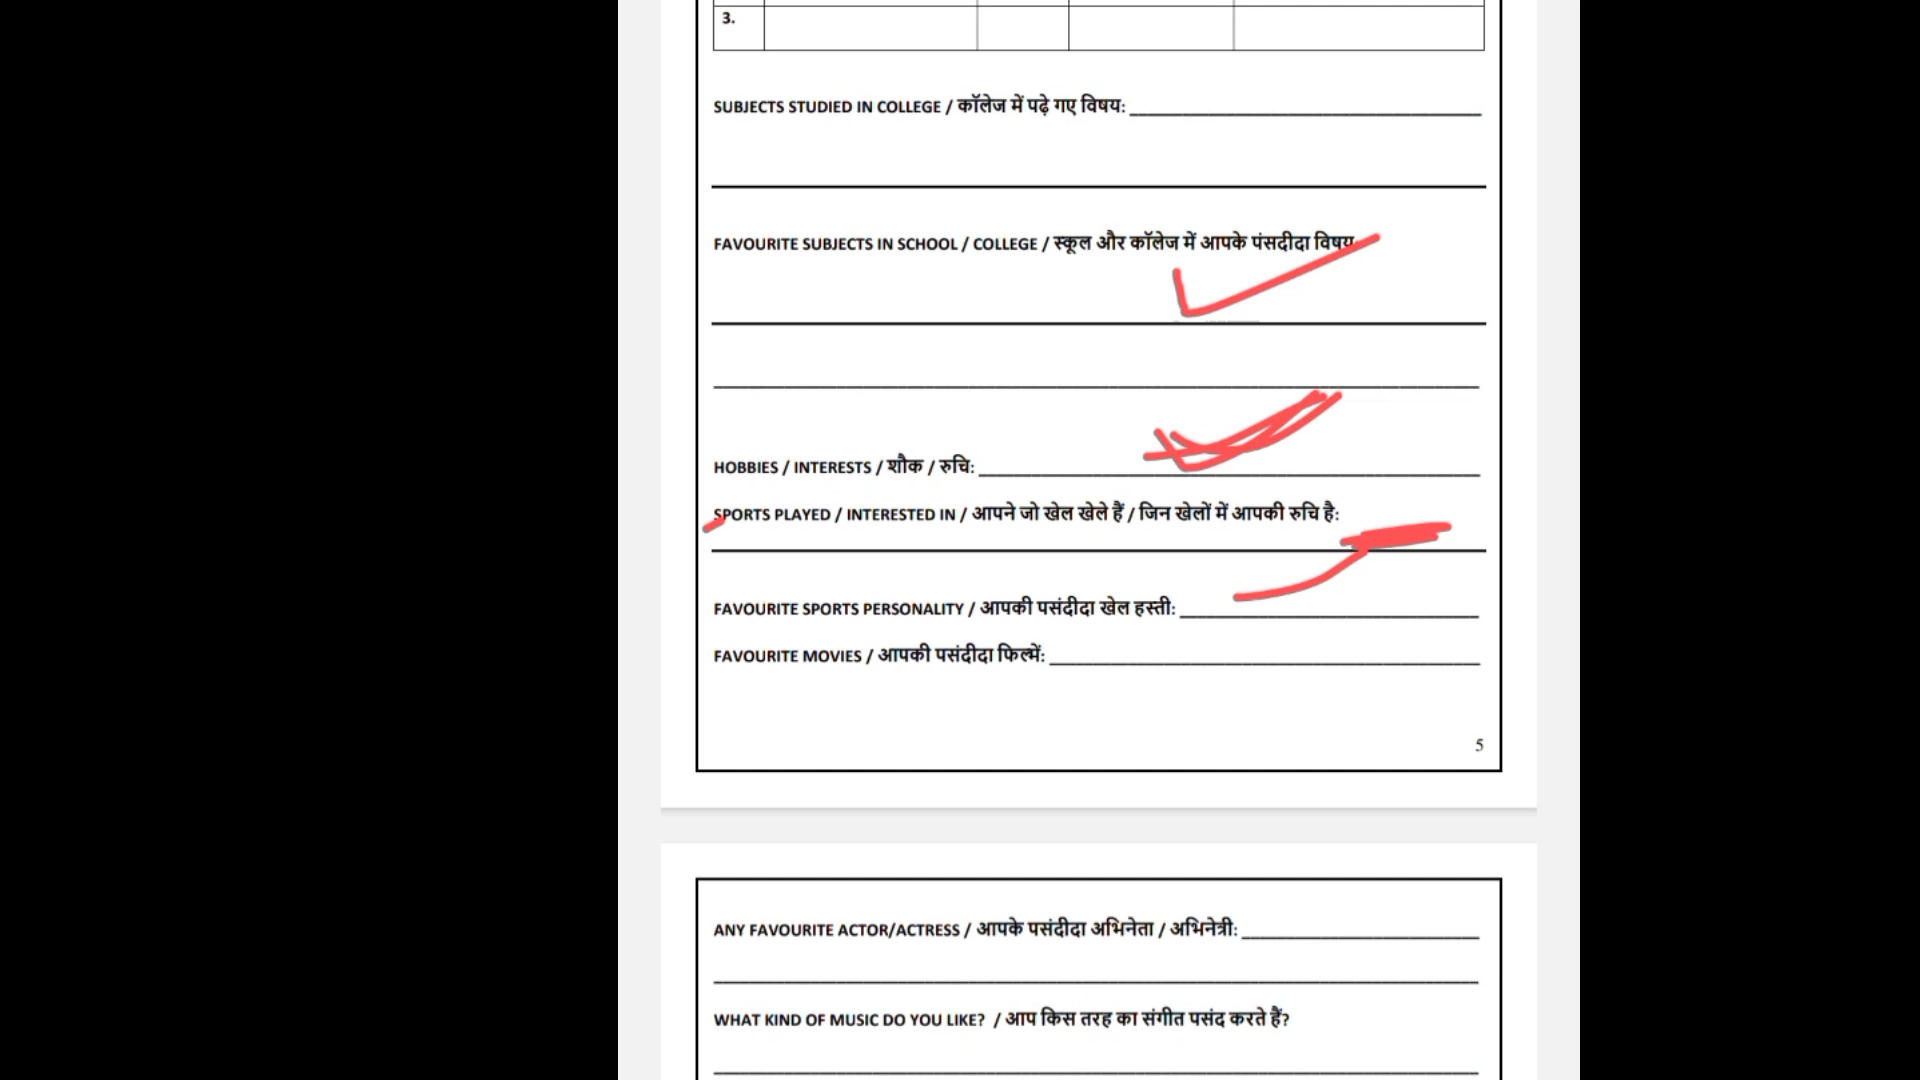 3.
SUBJECTS STUDIED IN COLLEGE / कॉलेज में पढ़े गए विषय:
FAVOURITE SUBJECTS IN SCHOOL / COLLEGE / स्कूल और कॉलेज में आपके पंसदीदा विषय
HOBBIES / INTERESTS / शौक / रुचि:
SPORTS PLAYED / INTERESTED IN / आपने जो खेल खेले हैं / जिन खेलों में आपकी रुचि है:
FAVOURITE SPORTS PERSONALITY / आपकी पसंदीदा खेल हस्ती:
FAVOURITE MOVIES / आपकी पसंदीदा फिल्में:
5
ANY FAVOURITE ACTOR/ACTRESS / आपके पसंदीदा अभिनेता / अभिनेत्री:
WHAT KIND OF MUSIC DO YOU LIKE? / आप किस तरह का संगीत पसंद करते हैं?